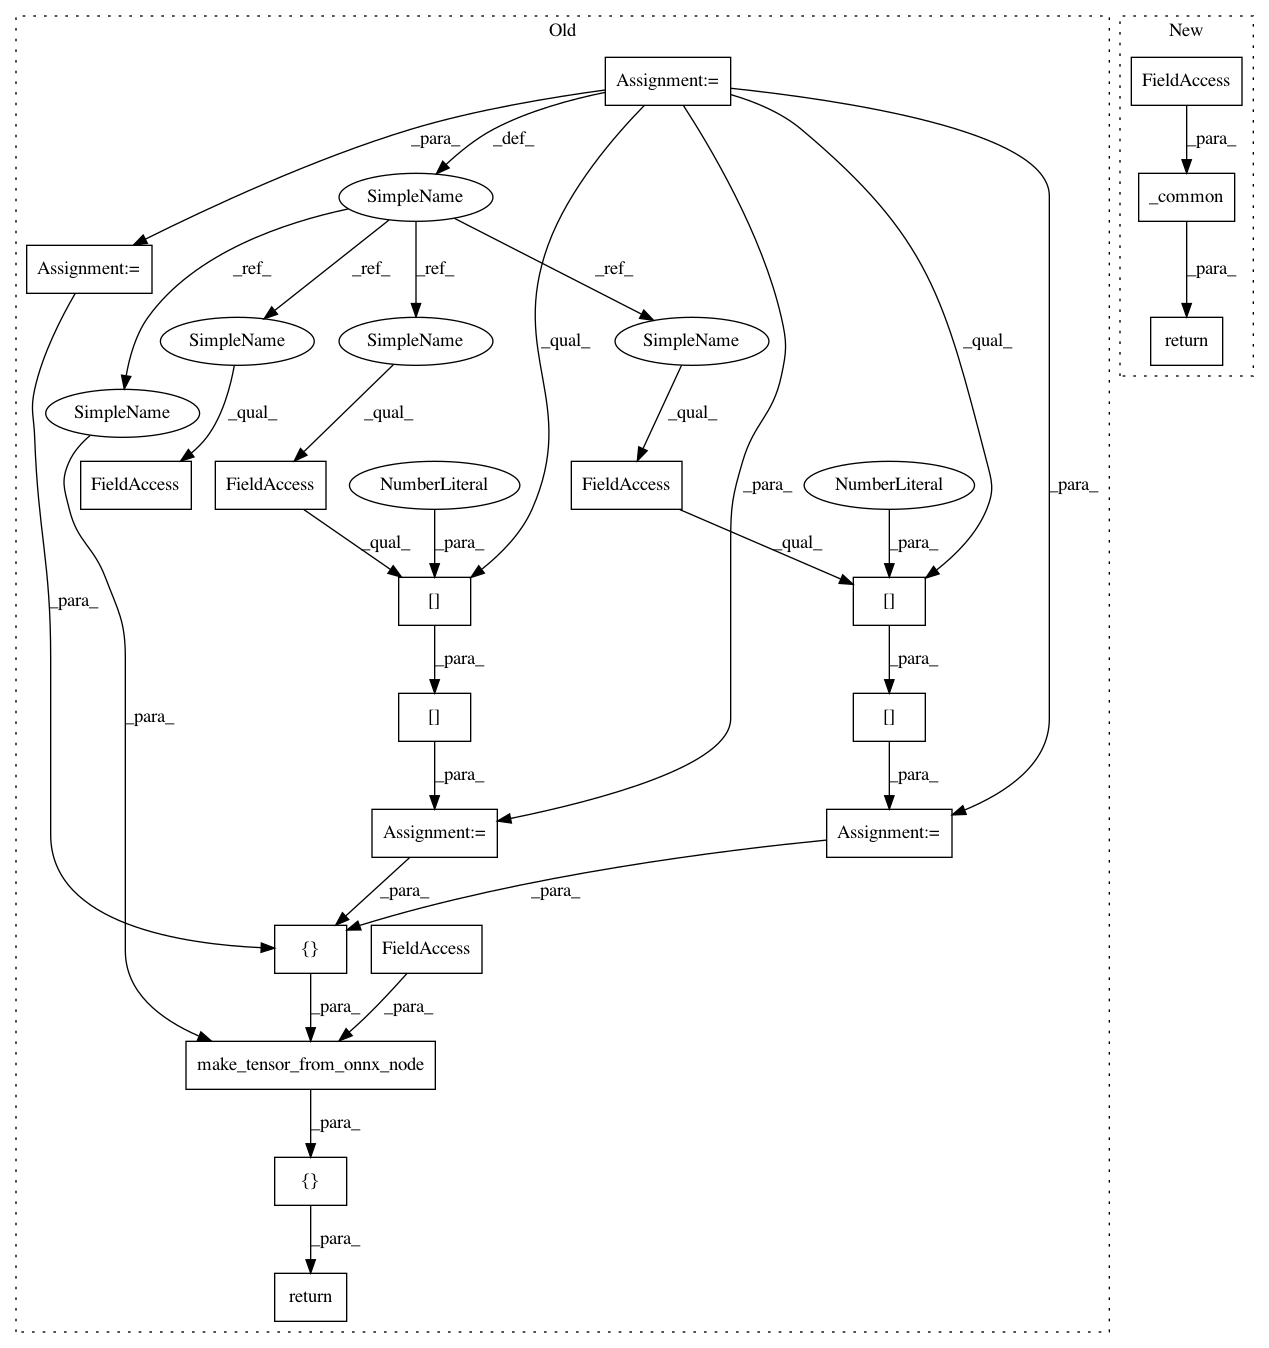 Old
New
Assignment:=
FieldAccess
_para_
_def_
_para_
SimpleName
_common
Assignment:=
_ref_
_ref_
_ref_
_ref_
_para_
SimpleName
SimpleName
_qual_
SimpleName
_qual_
return
SimpleName
_qual_
_qual_
_qual_
FieldAccess
FieldAccess
NumberLiteral
FieldAccess
_para_
NumberLiteral
_para_
_qual_
_para_
_qual_
_para_
_para_
[]
[]
_para_
_para_
_para_
[]
[]
_para_
_para_
Assignment:=
Assignment:=
_para_
_para_
{}
FieldAccess
_para_
_para_
make_tensor_from_onnx_node
_para_
{}
_para_
return